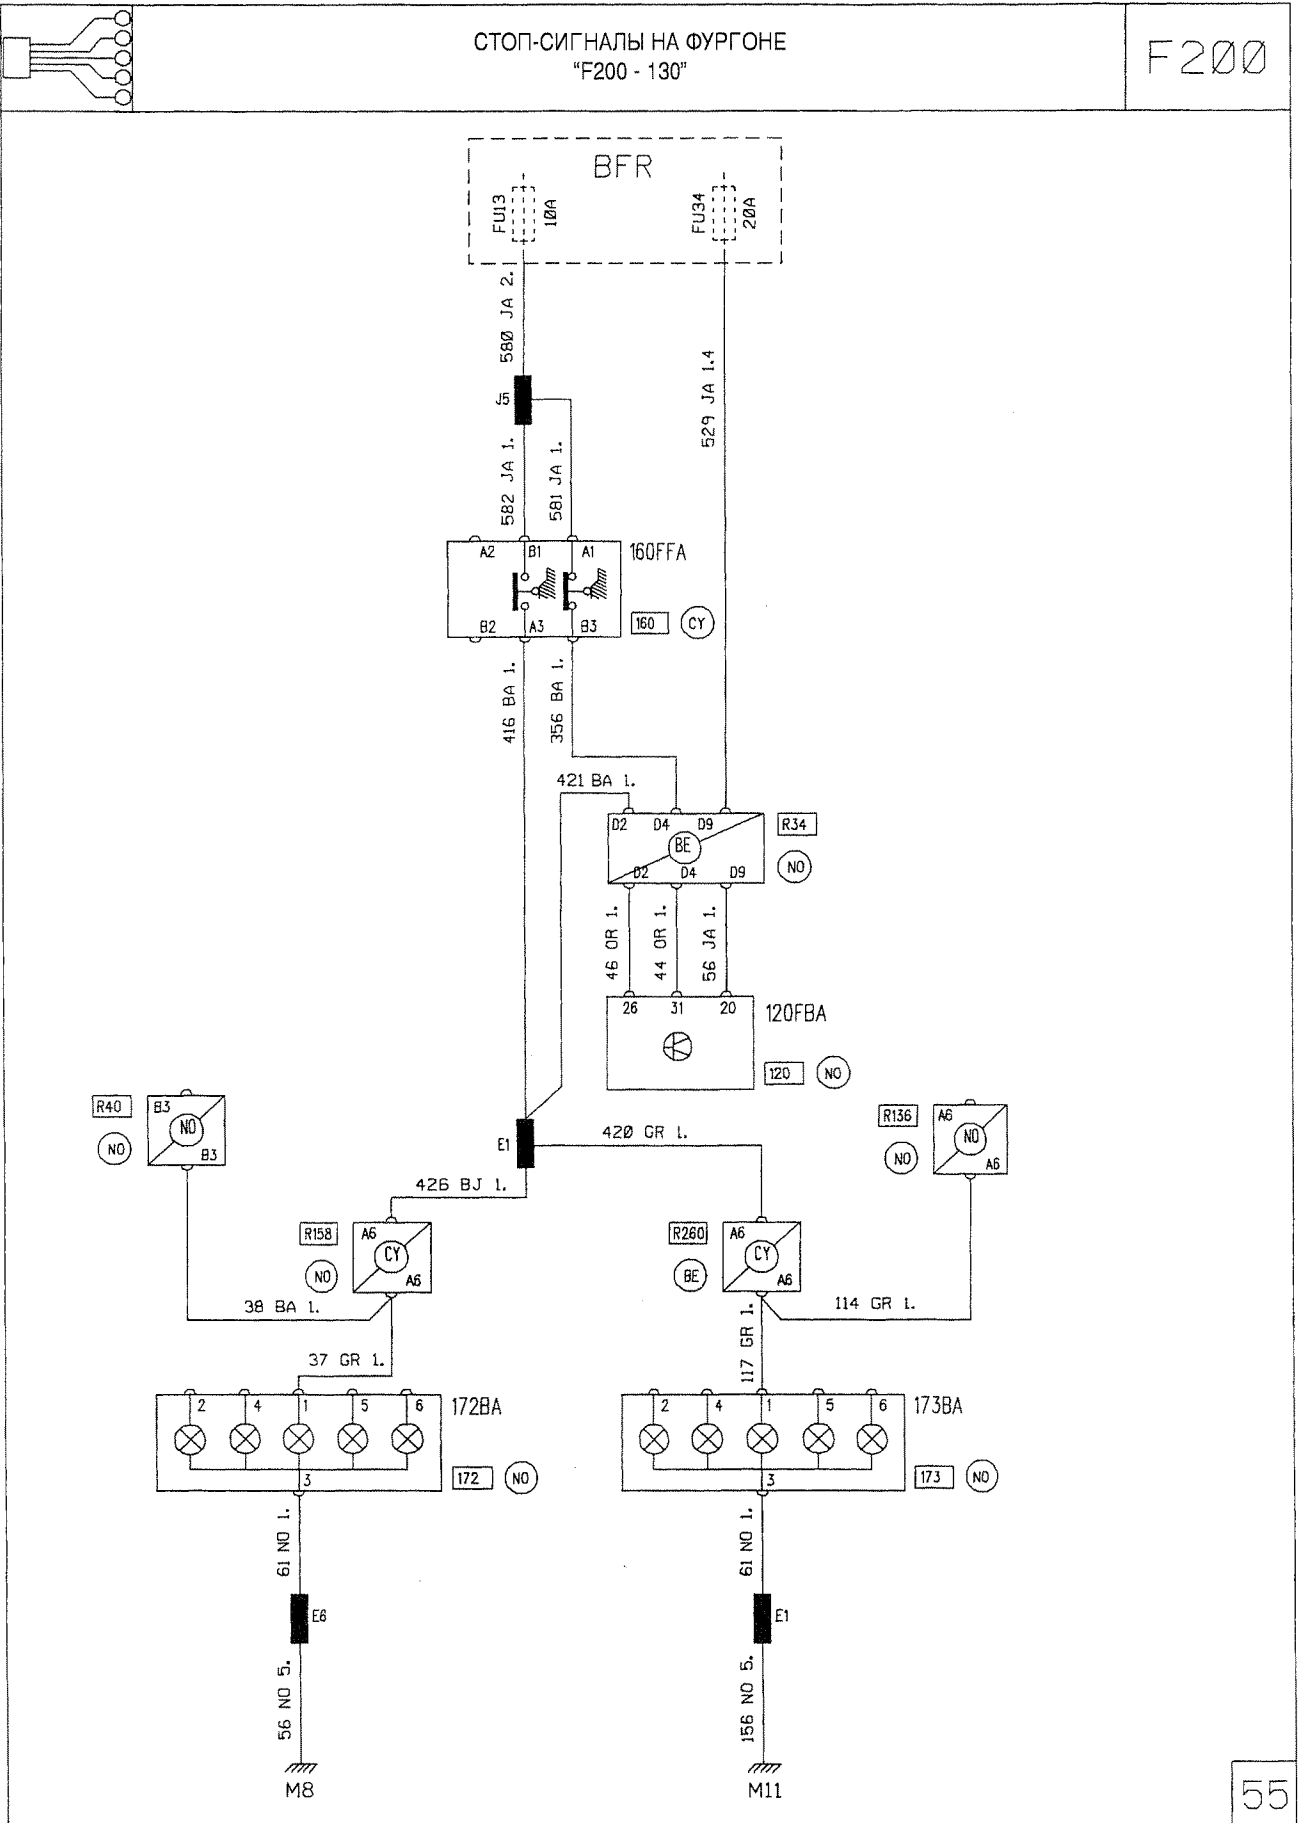 СТОП-СИГНАЛЫ НА ФУРГОНЕ
"F200 - 130"
F2ØØ
BFR
FU13
1ØA
FU34
2ØA
58Ø JA 2.
529 JA 1.4
J5
582 JA 1.
581 JA 1.
A2 B1 A1
160FFA
B2 A3 B3
160 CY
416 BA 1.
356 BA 1.
421 BA 1.
D2 D4 D9
R34
BE
NO
D2 D4 D9
46 OR 1.
44 OR 1.
56 JA 1.
26 31 20
120FBA
120 NO
R40 B3
NO
NO
B3
E1
42Ø GR 1.
R136 A6
NO
NO
A6
426 BJ 1.
R158 A6
CY
NO
A6
R260 A6
CY
BE
A6
38 BA 1.
114 GR 1.
37 GR 1.
117 GR 1.
2 4 1 5 6
172BA
3
172 NO
2 4 1 5 6
173BA
3
173 NO
61 NO 1.
61 NO 1.
E6
E1
56 NO 5.
156 NO 5.
M8
M11
55